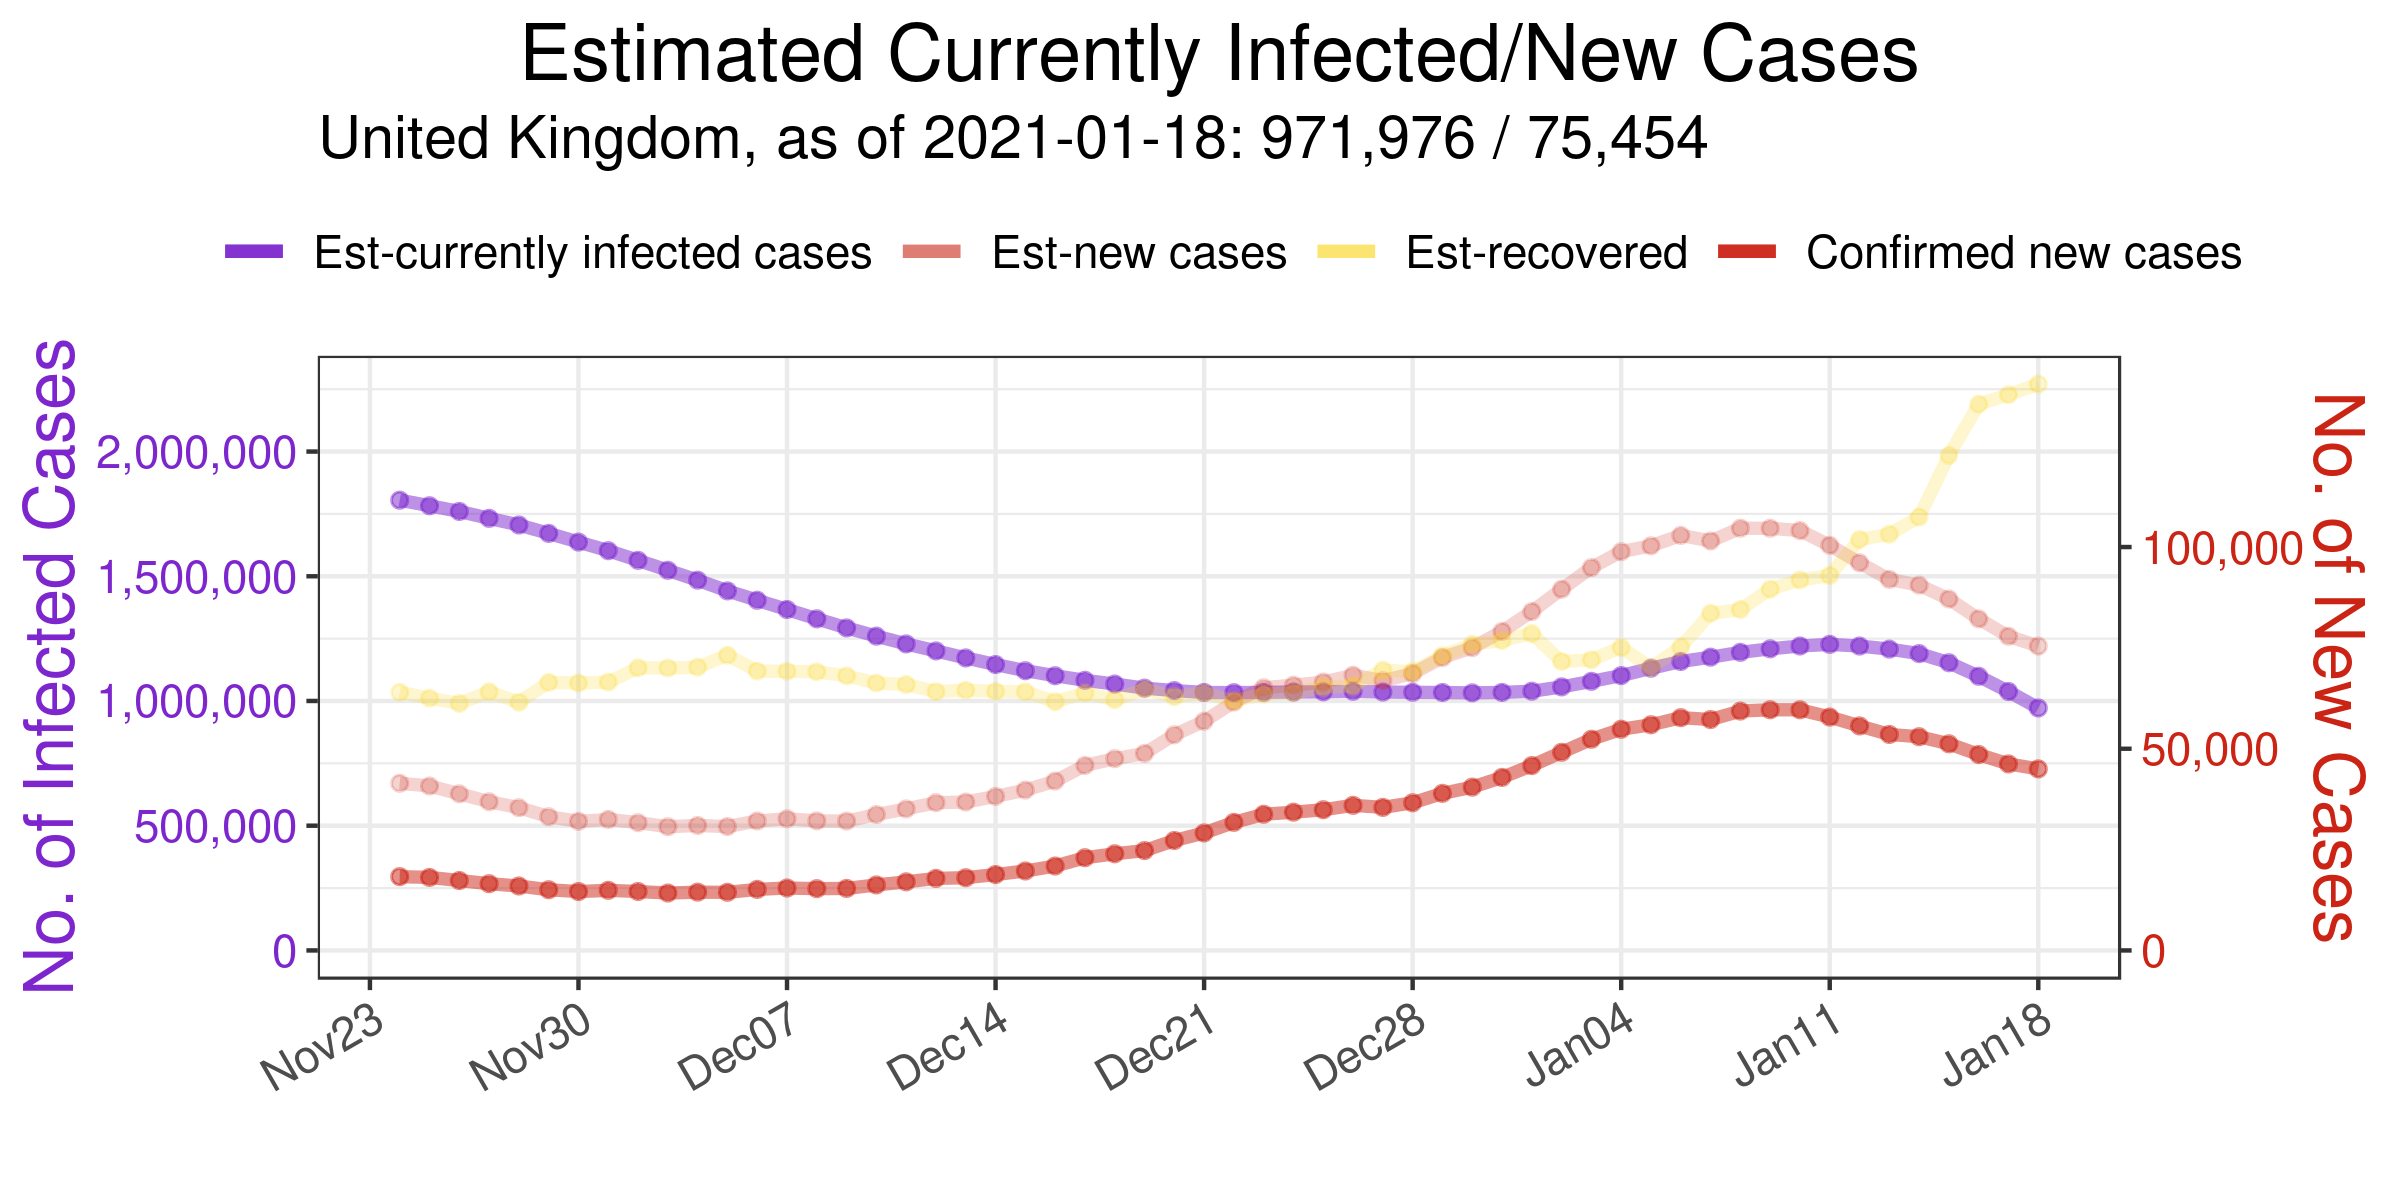 Estimated Currently Infected/New Cases
United Kingdom, as of 2021-01-18: 971,976 / 75,454
Est-currently infected cases Est-new cases Est-recovered Confirmed new cases
No. of Infected Cases
2,000,000
1,500,000
1,000,000
500,000
0
100,000
50,000
0
No. of New Cases
Nov23 Nov30 Dec07 Dec14 Dec21 Dec28 Jan04 Jan11 Jan18